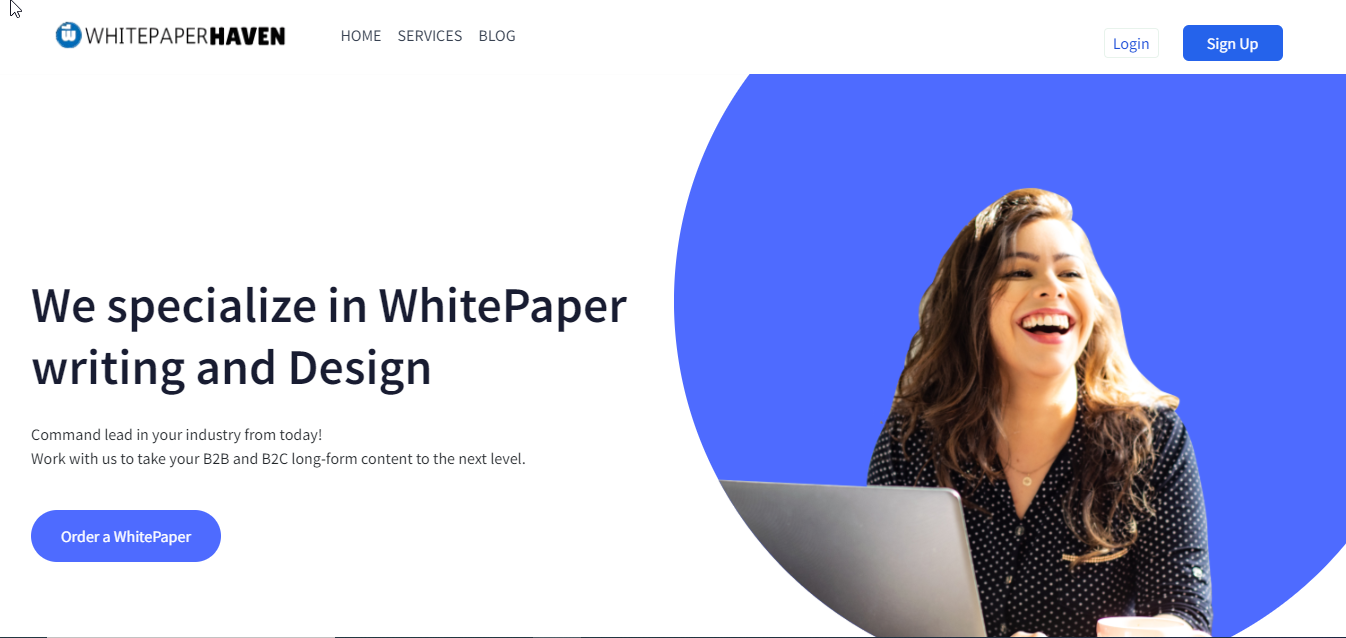 WHITEPAPERHAVEN
HOME SERVICES BLOG
Login
Sign Up
We specialize in WhitePaper
writing and Design
Command lead in your industry from today!
Work with us to take your B2B and B2C long-form content to the next level.
Order a WhitePaper